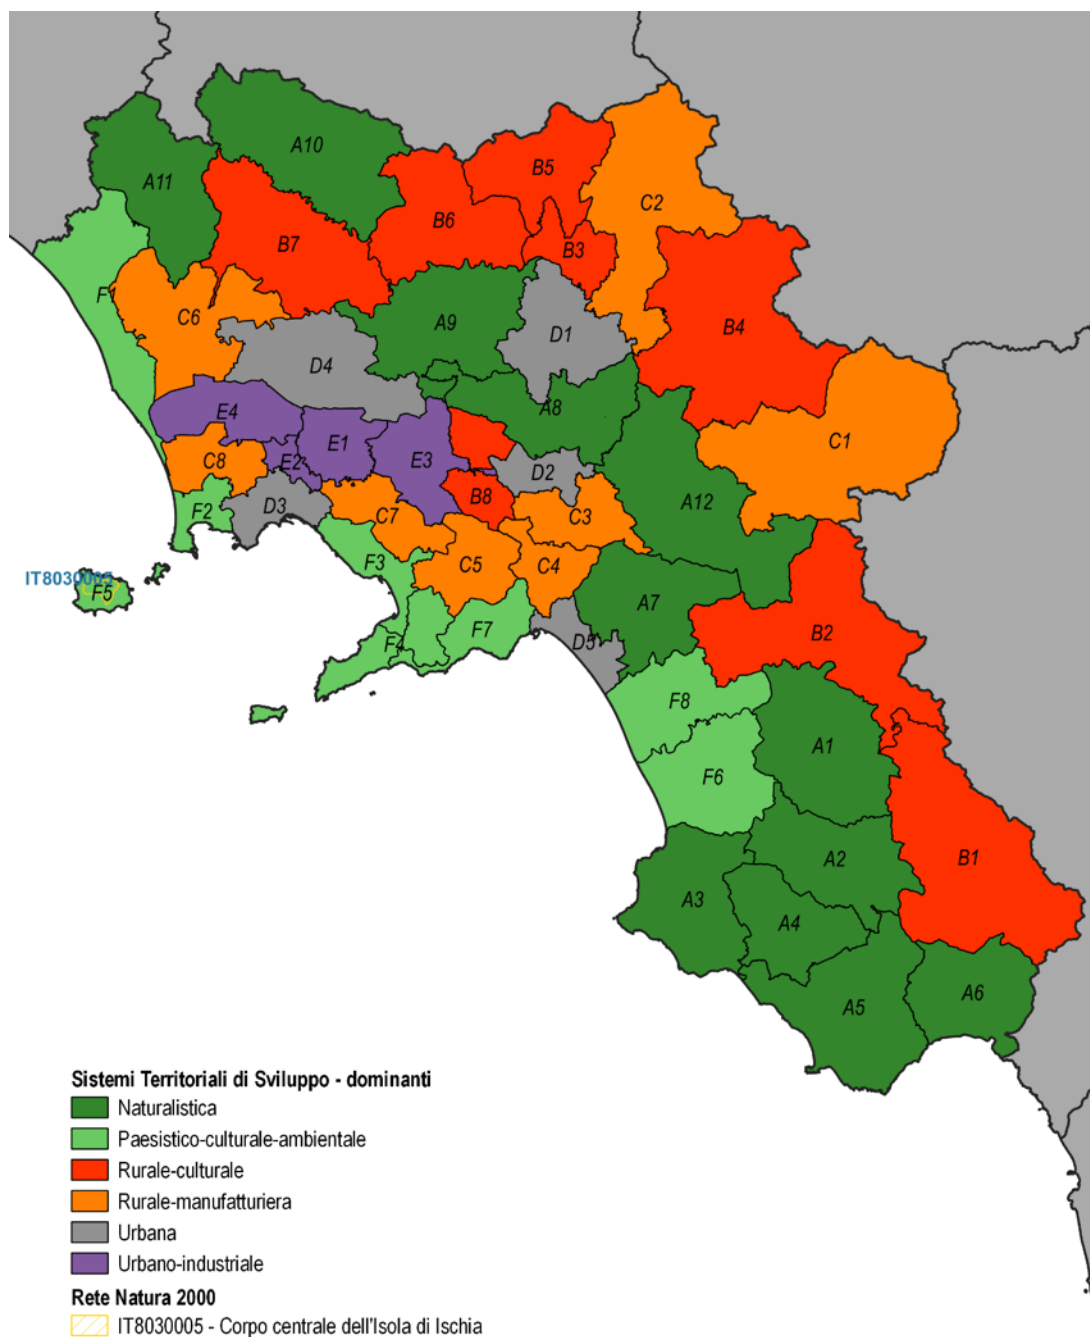 A10
B5
A11
C2
B6
B7
B3
F1
C6
A9
B4
D1
D4
A8
E4
E1
C1
C8
E2
E3
D2
B8
A12
F2
D3
C7
C3
F3
C5
C4
IT8030005
F5
A7
B2
F4
F7
D5
F8
A1
F6
A2
B1
A3
A4
A6
A5
Sistemi Territoriali di Sviluppo - dominanti
Naturalistica
Paesistico-culturale-ambientale
Rurale-culturale
Rurale-manufatturiera
Urbana
Urbano-industriale
Rete Natura 2000
IT8030005 - Corpo centrale dell'Isola di Ischia